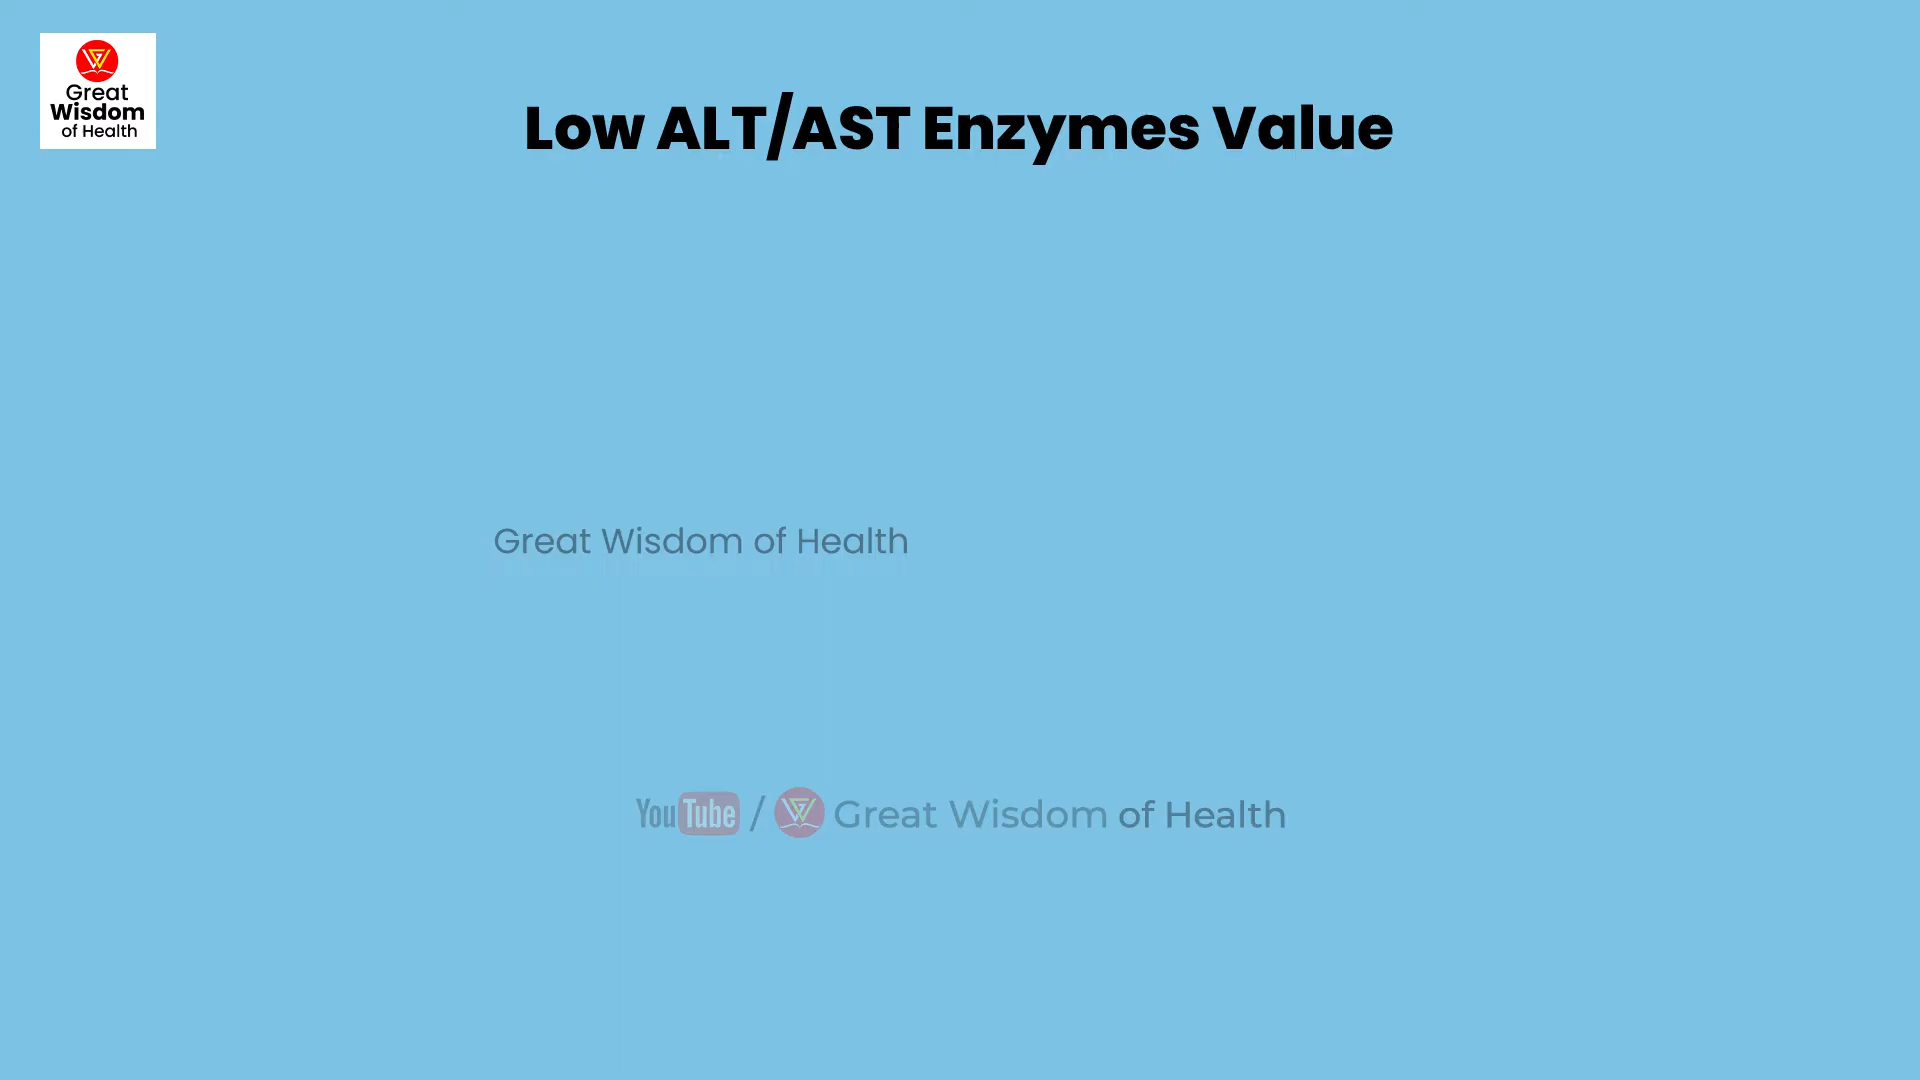 Great
Wisdom
of Health
Low ALT/AST Enzymes Value
Great Wisdom of Health
YouTube / Great Wisdom of Health